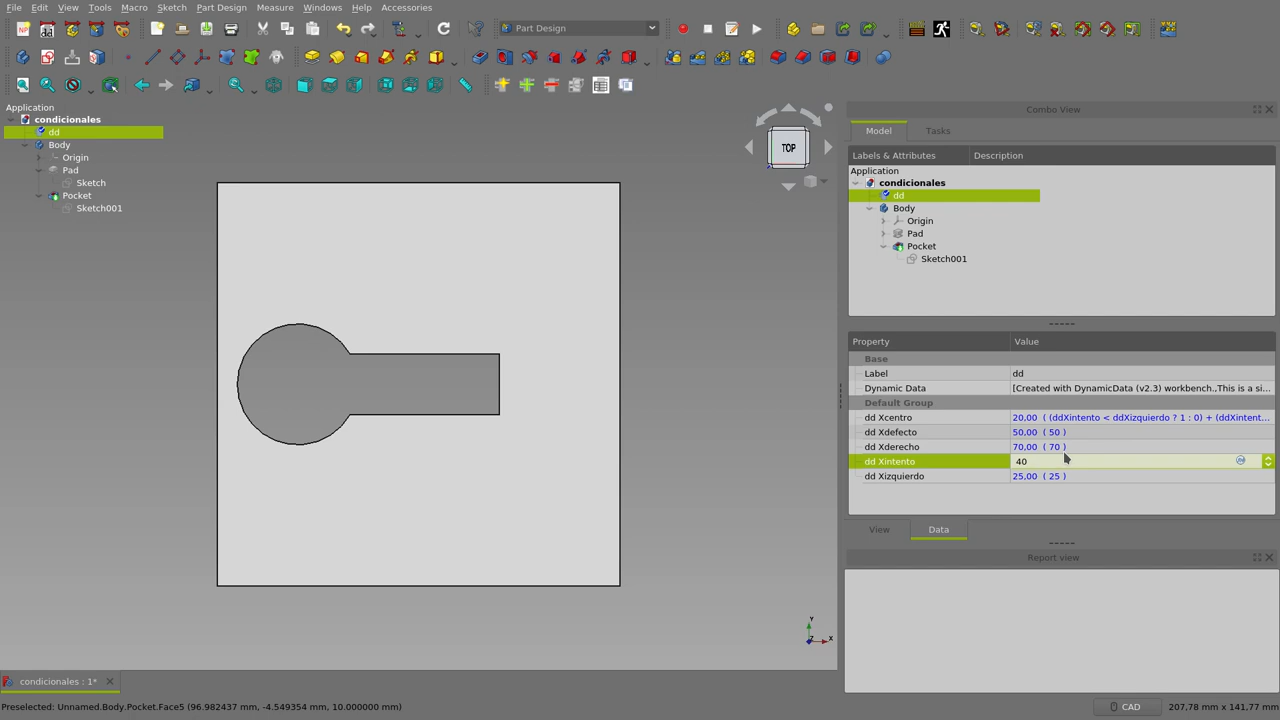 File Edit View Tools Macro Sketch Part Design Measure Windows Help Accessories
Part Design
Application
condicionales
dd
Body
Origin
Pad
Sketch
Pocket
Sketch001
TOP
Y
Z
X
Combo View
Model Tasks
Labels & Attributes Description
Application
condicionales
dd
Body
Origin
Pad
Pocket
Sketch001
Property Value
Base
Label dd
Dynamic Data [Created with DynamicData (v2.3) workbench.,This is a si...
Default Group
dd Xcentro 20,00 ( (ddXintento < ddXizquierdo ? 1 : 0) + (ddXintent...
dd Xdefecto 50,00 ( 50 )
dd Xderecho 70,00 ( 70 )
dd Xintento 40
dd Xizquierdo 25,00 ( 25 )
View Data
Report view
condicionales : 1*
Preselected: Unnamed.Body.Pocket.Face5 (96.982437 mm, -4.549354 mm, 10.000000 mm)
CAD 207,78 mm x 141,77 mm